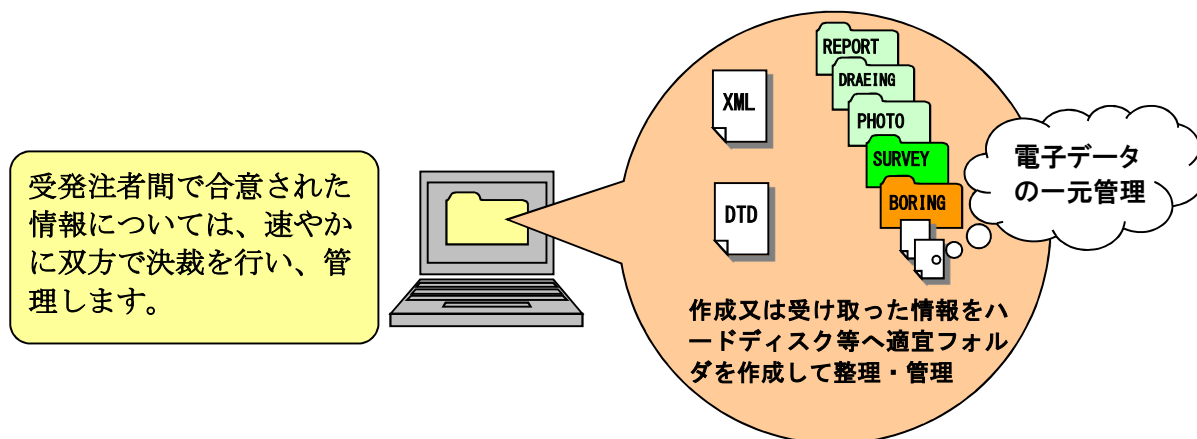 受発注者間で合意された
情報については、速やか
に双方で決裁を行い、管
理します。
XML
DTD
REPORT
DRAEING
PHOTO
SURVEY
BORING
電子データ
の一元管理
作成又は受け取った情報をハ
ードディスク等へ適宜フォル
ダを作成して整理・管理